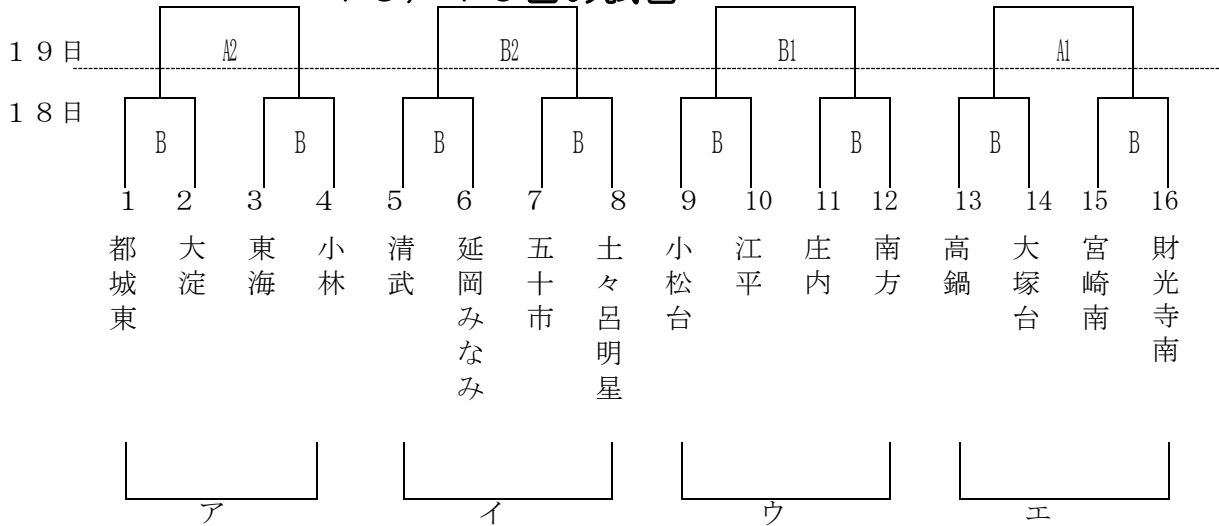 １９日
A2
B2
B1
A1
１８日
B
B
B
B
B
B
B
B
1
2
3
4
5
6
7
8
9
10
11
12
13
14
15
16
都城東
大淀
東海
小林
清武
延岡みなみ
五十市
土々呂明星
小松台
江平
庄内
南方
高鍋
大塚台
宮崎南
財光寺南
ア
イ
ウ
エ